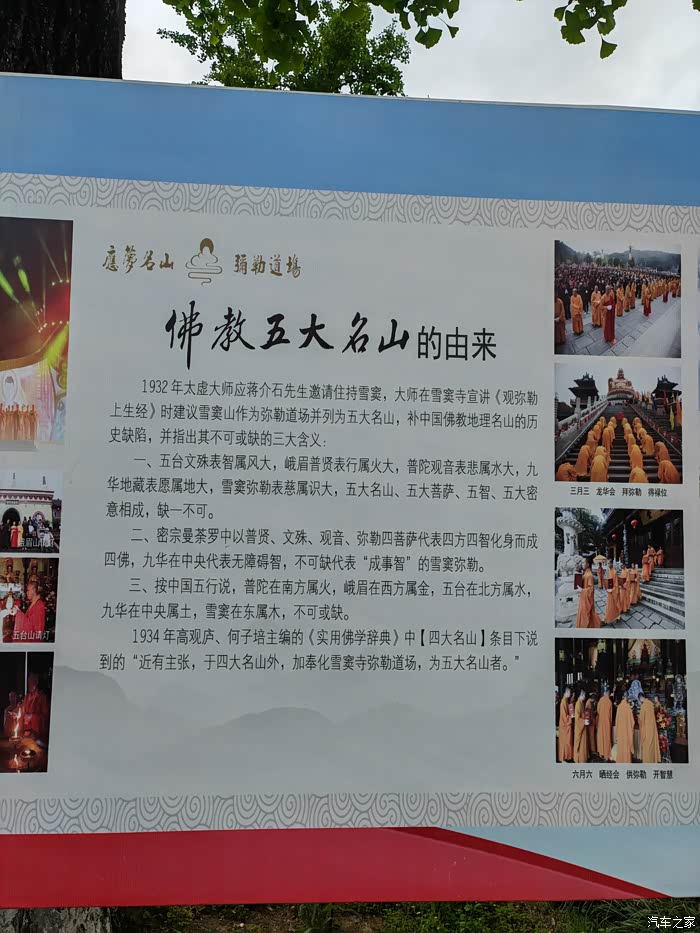 應夢名山 彌勒道場
佛教五大名山的由来
1932年太虚大师应蒋介石先生邀请住持雪窦，大师在雪窦寺宣讲《观弥勒
上生经》时建议雪窦山作为弥勒道场并列为五大名山，补中国佛教地理名山的历
史缺陷，并指出其不可或缺的三大含义：
一、五台文殊表智属风大，峨眉普贤表行属火大，普陀观音表悲属水大，九
华地藏表愿属地大，雪窦弥勒表慈属识大，五大名山、五大菩萨、五智、五大密
意相成，缺一不可。
二、密宗曼荼罗中以普贤、文殊、观音、弥勒四菩萨代表四方四智化身而成
四佛，九华在中央代表无障碍智，不可缺代表“成事智”的雪窦弥勒。
三、按中国五行说，普陀在南方属火，峨眉在西方属金，五台在北方属水，
九华在中央属土，雪窦在东属木，不可或缺。
1934年高观庐、何子培主编的《实用佛学辞典》中【四大名山】条目下说
到的“近有主张，于四大名山外，加奉化雪窦寺弥勒道场，为五大名山者。”
三月三 龙华会 拜弥勒 得禄位
六月六 晒经会 供弥勒 开智慧
五台山请灯
汽车之家